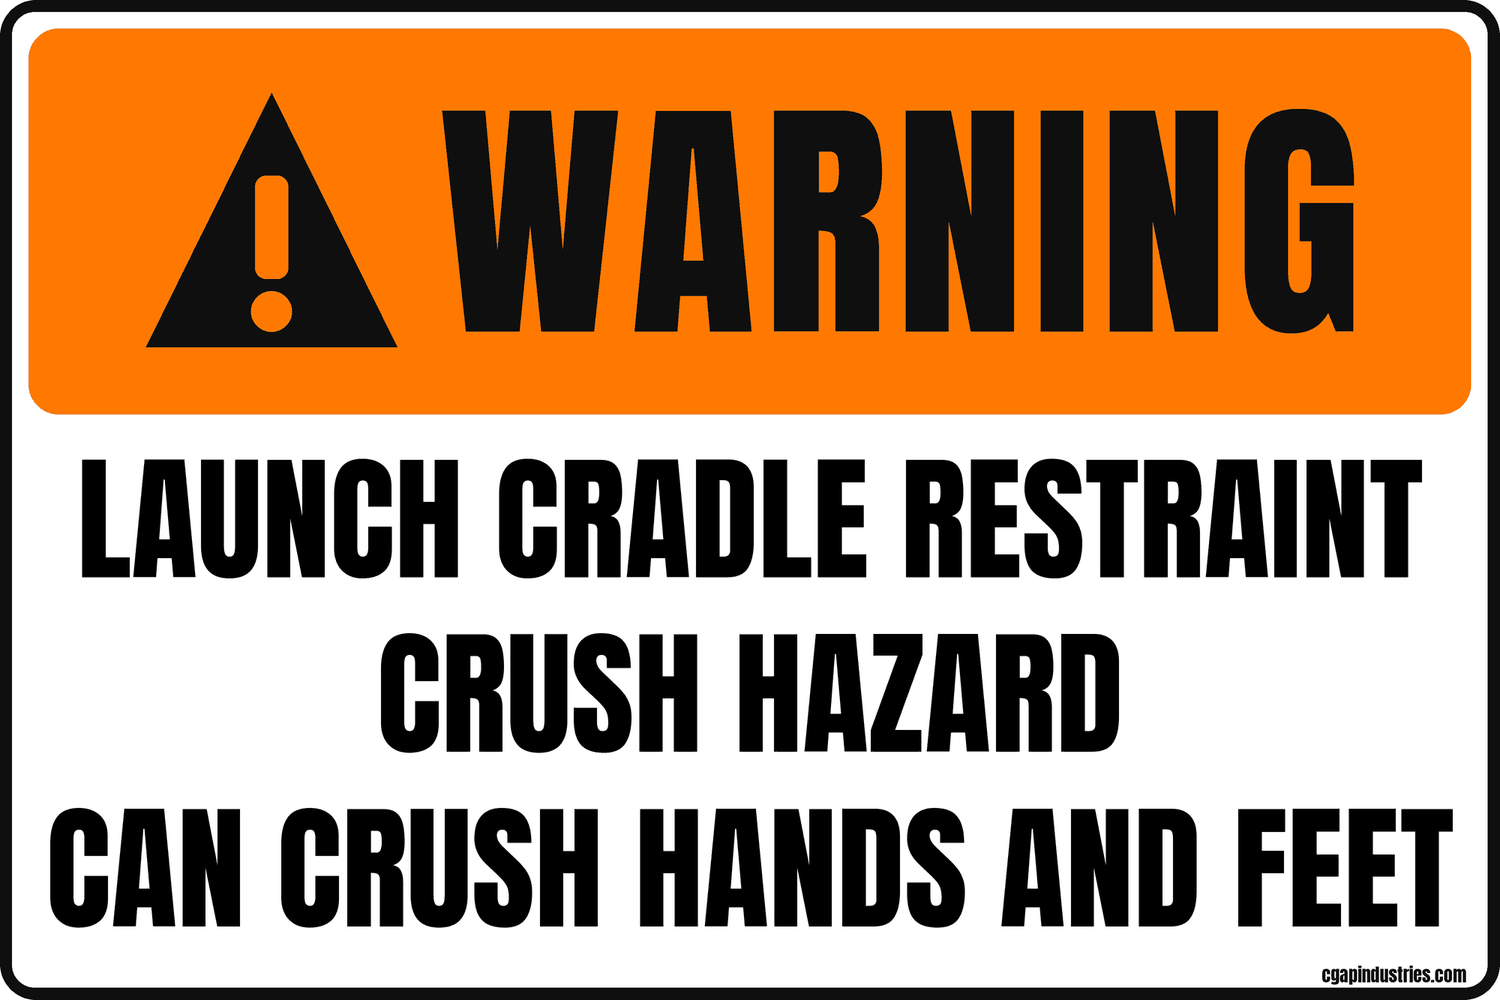 WARNING
LAUNCH CRADLE RESTRAINT
CRUSH HAZARD
CAN CRUSH HANDS AND FEET
cgapindustries.com